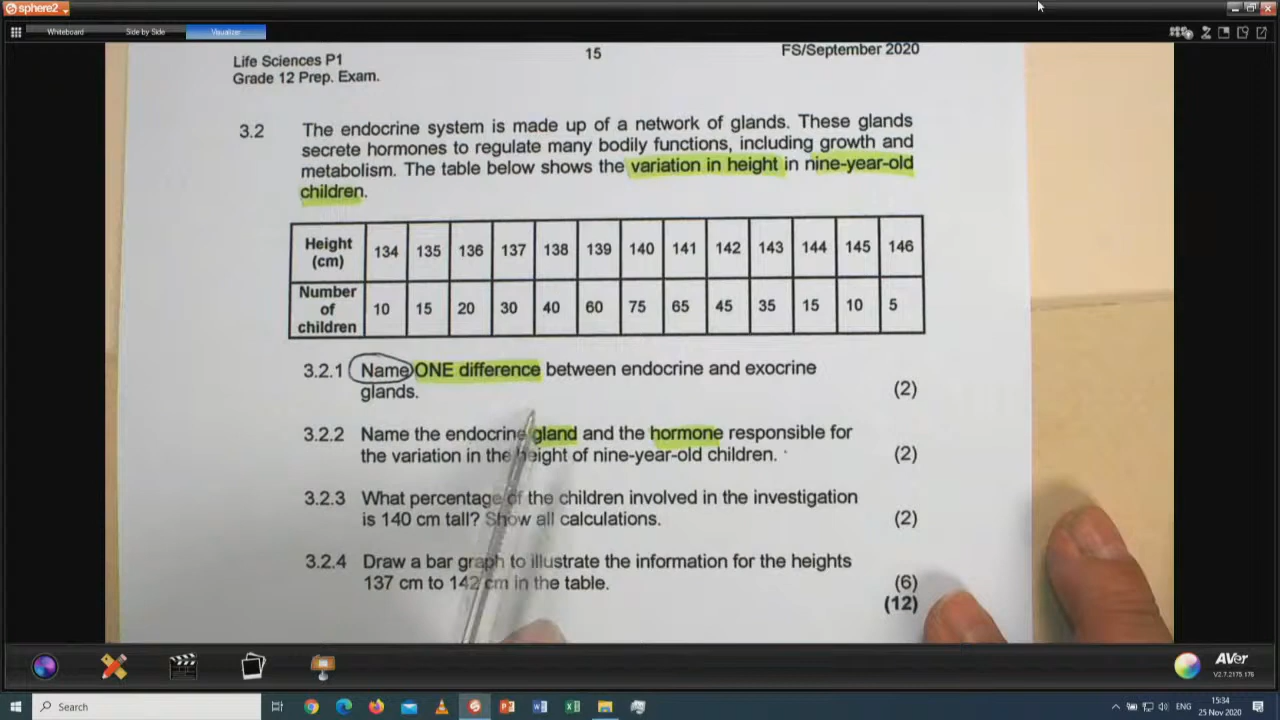 sphere2
Whiteboard Side by Side Visualizer
Life Sciences P1 15 FS/September 2020
Grade 12 Prep. Exam.
3.2 The endocrine system is made up of a network of glands. These glands
secrete hormones to regulate many bodily functions, including growth and
metabolism. The table below shows the variation in height in nine-year-old
children.
Height (cm) 134 135 136 137 138 139 140 141 142 143 144 145 146
Number of children 10 15 20 30 40 60 75 65 45 35 15 10 5
3.2.1 Name ONE difference between endocrine and exocrine
glands. (2)
3.2.2 Name the endocrine gland and the hormone responsible for
the variation in the height of nine-year-old children. (2)
3.2.3 What percentage of the children involved in the investigation
is 140 cm tall? Show all calculations. (2)
3.2.4 Draw a bar graph to illustrate the information for the heights
137 cm to 142 cm in the table. (6)
(12)
AVer
V2.7.2175.176
Search
ENG
15:34
25 Nov 2020